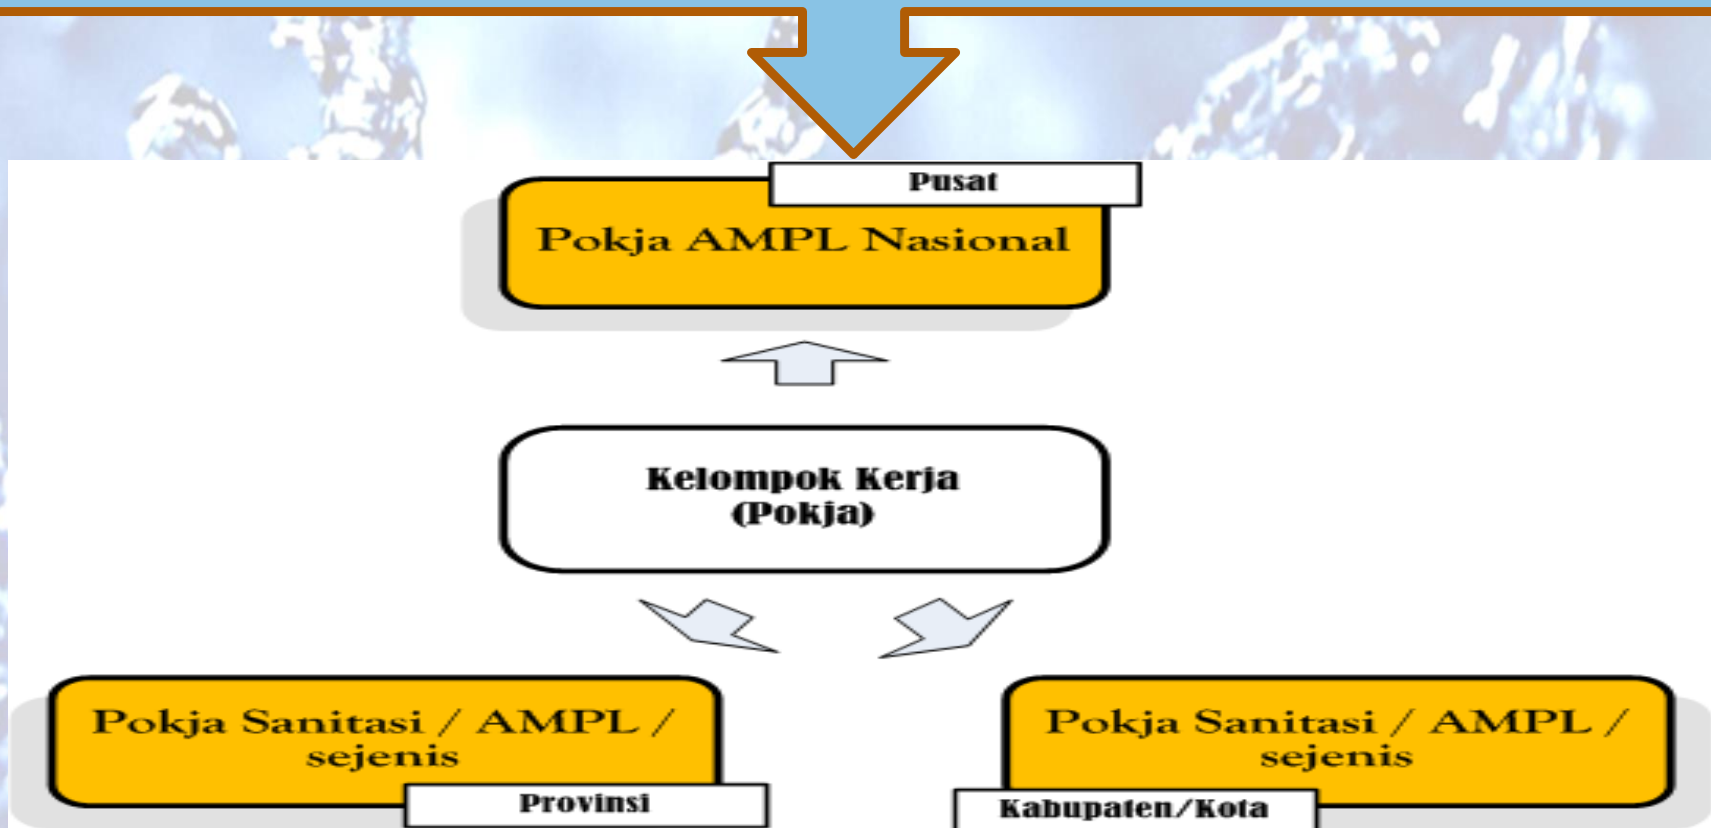 Pusat
Pokja AMPL Nasional
Kelompok Kerja
(Pokja)
Pokja Sanitasi / AMPL /
sejenis
Provinsi
Pokja Sanitasi / AMPL /
sejenis
Kabupaten/Kota